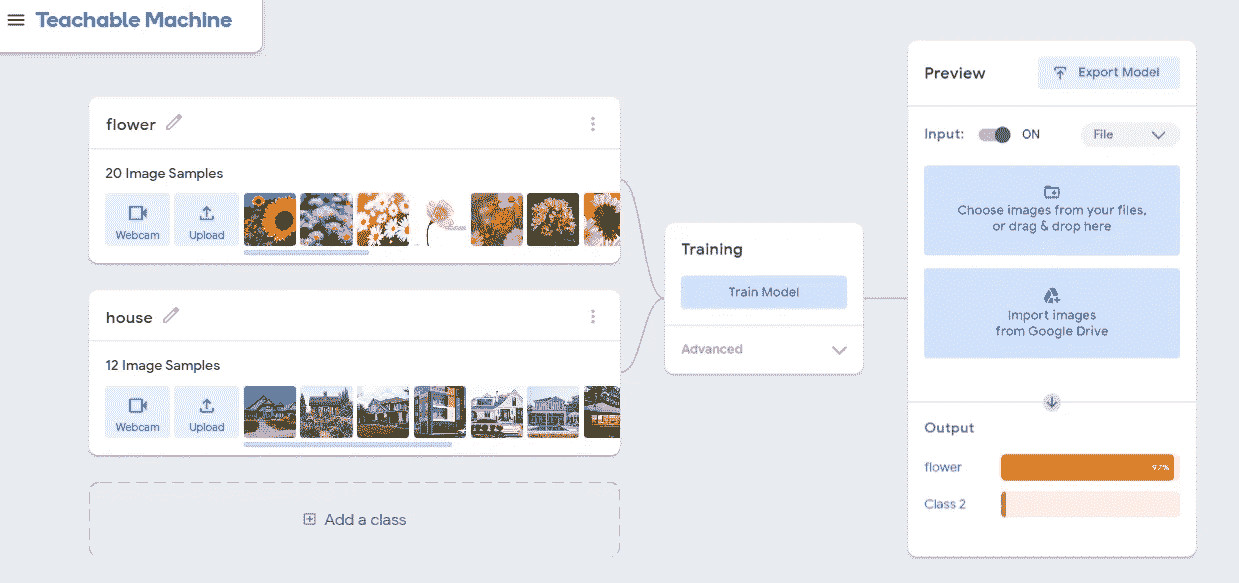 Teachable Machine
flower
20 Image Samples
Webcam
Upload
house
12 Image Samples
Webcam
Upload
Add a class
Training
Train Model
Advanced
Preview
Export Model
Input:
ON
File
Choose images from your files,
or drag & drop here
Import images
from Google Drive
Output
flower
97%
Class 2